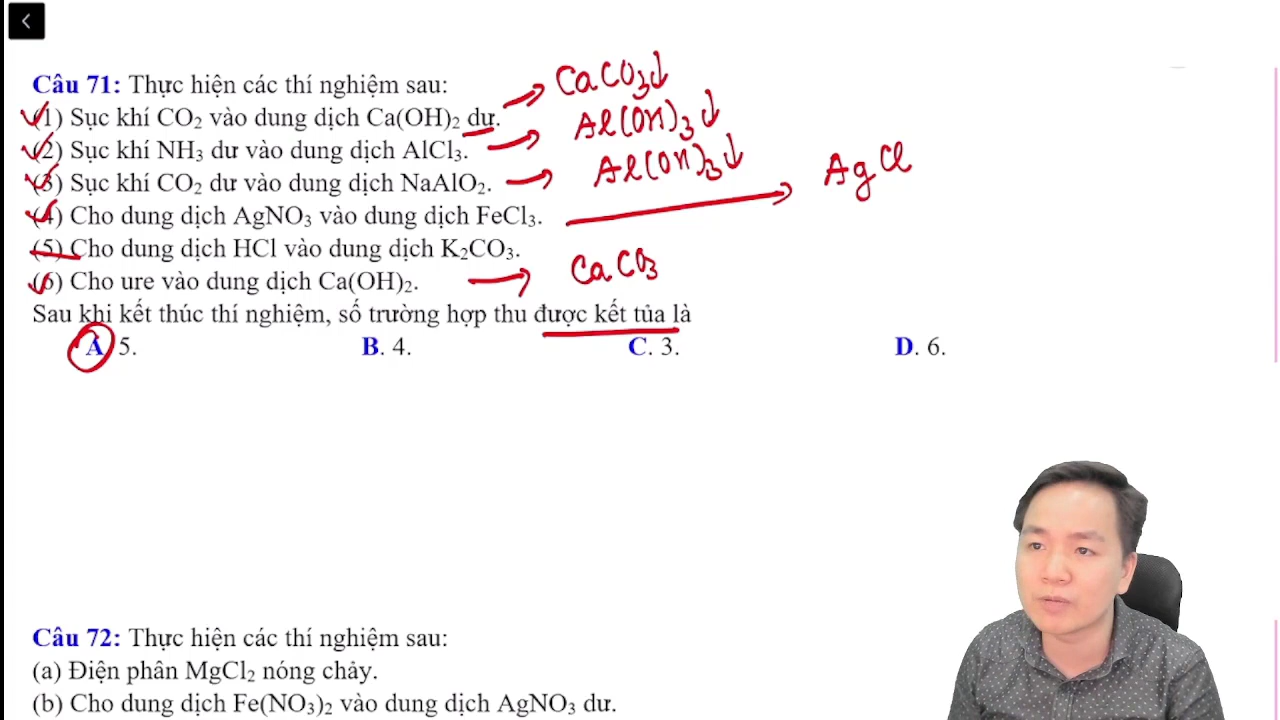 Câu 71: Thực hiện các thí nghiệm sau:
(1) Sục khí CO₂ vào dung dịch Ca(OH)₂ dư. → CaCO₃↓
(2) Sục khí NH₃ dư vào dung dịch AlCl₃. → Al(OH)₃↓
(3) Sục khí CO₂ dư vào dung dịch NaAlO₂. → Al(OH)₃↓
(4) Cho dung dịch AgNO₃ vào dung dịch FeCl₃. → AgCl
(5) Cho dung dịch HCl vào dung dịch K₂CO₃.
(6) Cho ure vào dung dịch Ca(OH)₂. → CaCO₃
Sau khi kết thúc thí nghiệm, số trường hợp thu được kết tủa là
A. 5. B. 4. C. 3. D. 6.
Câu 72: Thực hiện các thí nghiệm sau:
(a) Điện phân MgCl₂ nóng chảy.
(b) Cho dung dịch Fe(NO₃)₂ vào dung dịch AgNO₃ dư.